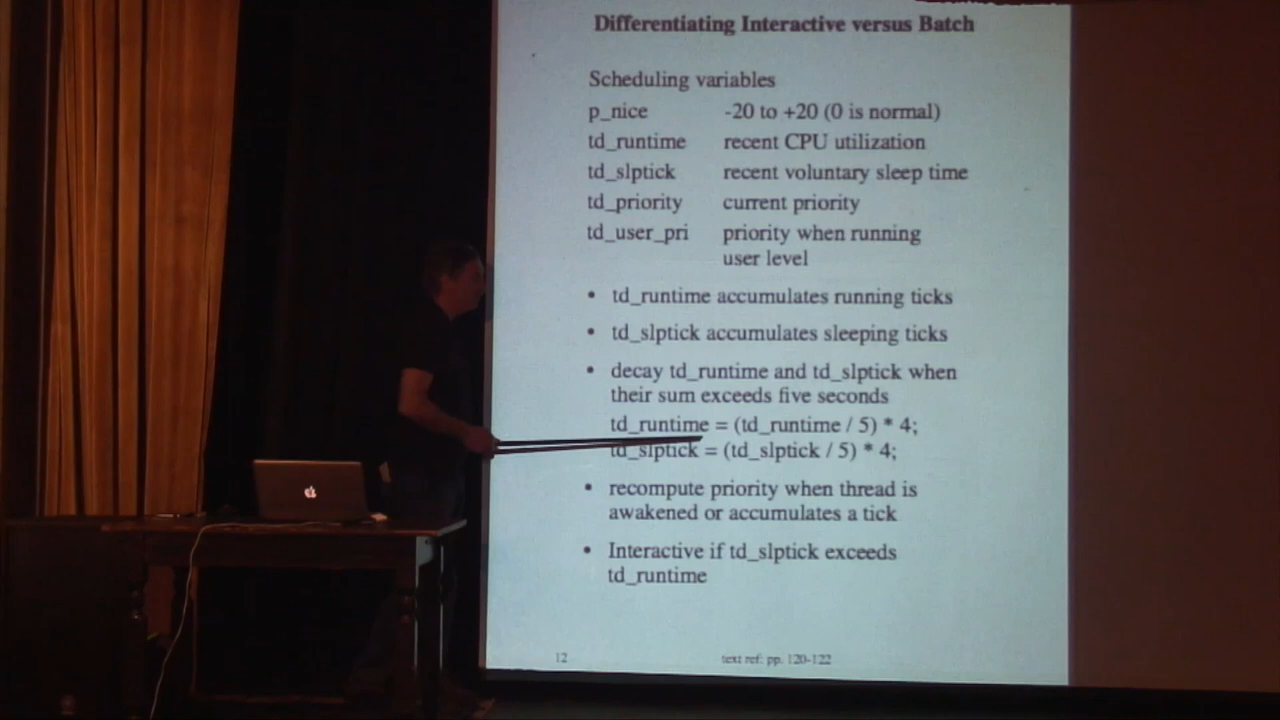 Differentiating Interactive versus Batch
Scheduling variables
p_nice -20 to +20 (0 is normal)
td_runtime recent CPU utilization
td_slptick recent voluntary sleep time
td_priority current priority
td_user_pri priority when running
user level
• td_runtime accumulates running ticks
• td_slptick accumulates sleeping ticks
• decay td_runtime and td_slptick when
their sum exceeds five seconds
td_runtime = (td_runtime / 5) * 4;
td_slptick = (td_slptick / 5) * 4;
• recompute priority when thread is
awakened or accumulates a tick
• Interactive if td_slptick exceeds
td_runtime
12 text ref: pp. 120-122